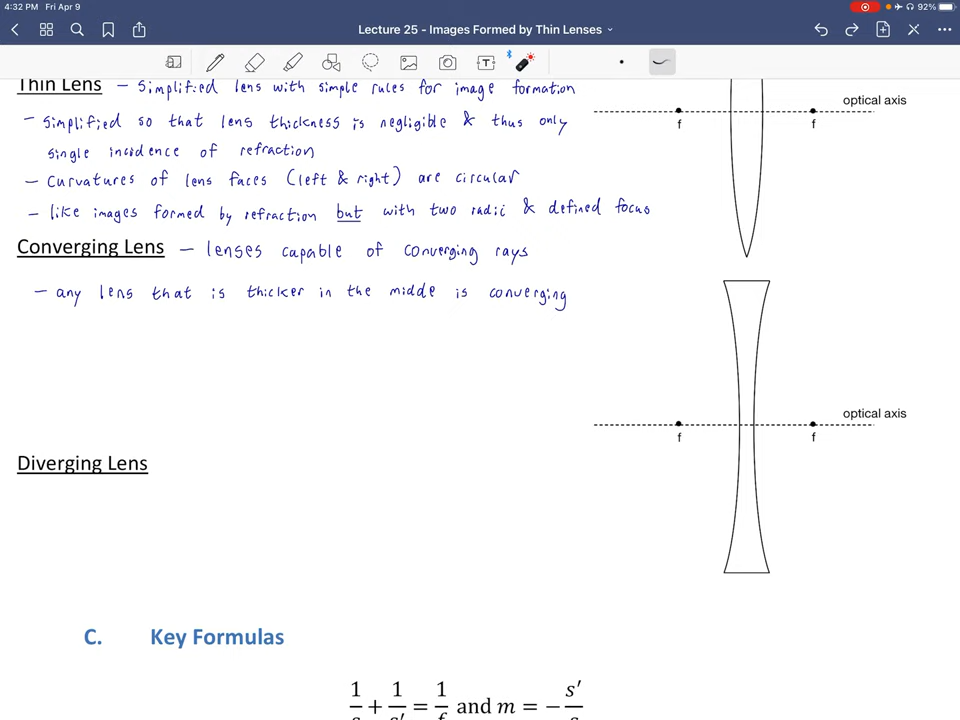 4:32 PM Fri Apr 9
92%
Lecture 25 - Images Formed by Thin Lenses
Thin Lens - Simplified lens with simple rules for image formation
- Simplified so that lens thickness is negligible & thus only
single incidence of refraction
- Curvatures of lens faces (left & right) are circular
- like images formed by refraction but with two radii & defined focus
Converging Lens - lenses capable of converging rays
- any lens that is thicker in the midde is converging
optical axis
f f
optical axis
f f
Diverging Lens
C. Key Formulas
1/s + 1/s′ = 1/f and m = − s′/s